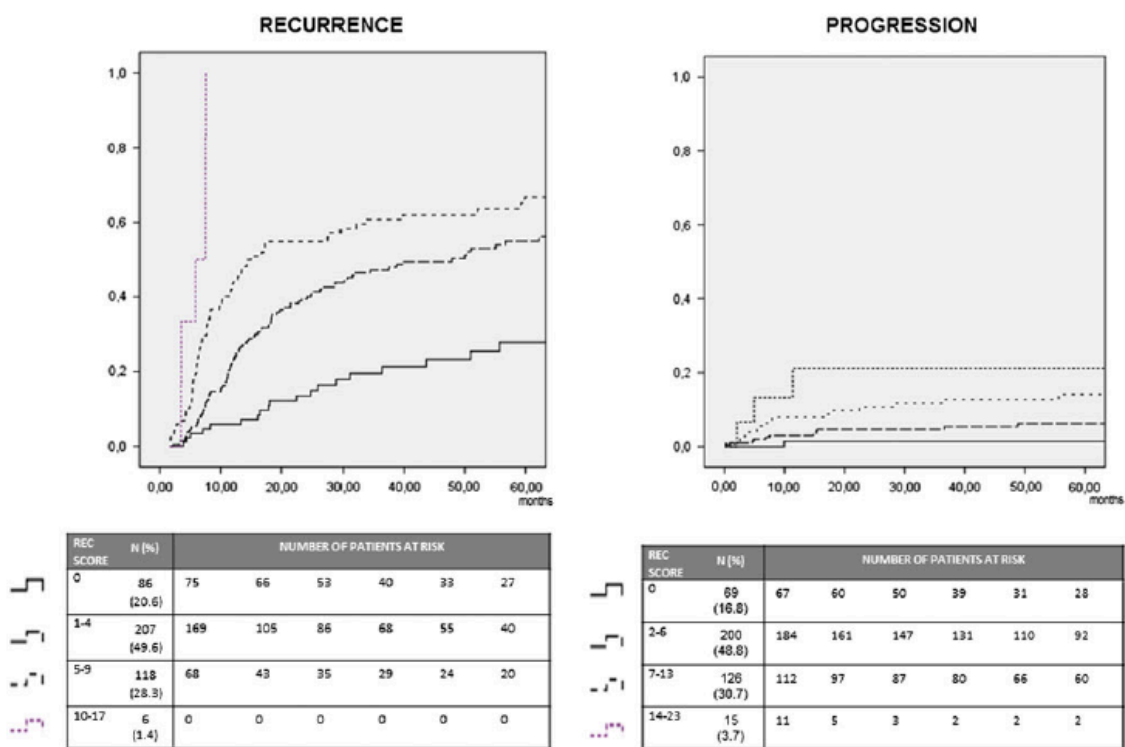 RECURRENCE
1,0
0,8
0,6
0,4
0,2
0,0
0,00 10,00 20,00 30,00 40,00 50,00 60,00
months
REC SCORE N (%) NUMBER OF PATIENTS AT RISK
0 86 (20.6) 75 66 53 40 33 27
1-4 207 (49.6) 169 105 86 68 55 40
5-9 118 (28.3) 68 43 35 29 24 20
10-17 6 (1.4) 0 0 0 0 0 0
PROGRESSION
1,0
0,8
0,6
0,4
0,2
0,0
0,00 10,00 20,00 30,00 40,00 50,00 60,00
months
REC SCORE N (%) NUMBER OF PATIENTS AT RISK
0 69 (16.8) 67 60 50 39 31 28
2-6 200 (48.8) 184 161 147 131 110 92
7-13 126 (30.7) 112 97 87 80 66 60
14-23 15 (3.7) 11 5 3 2 2 2